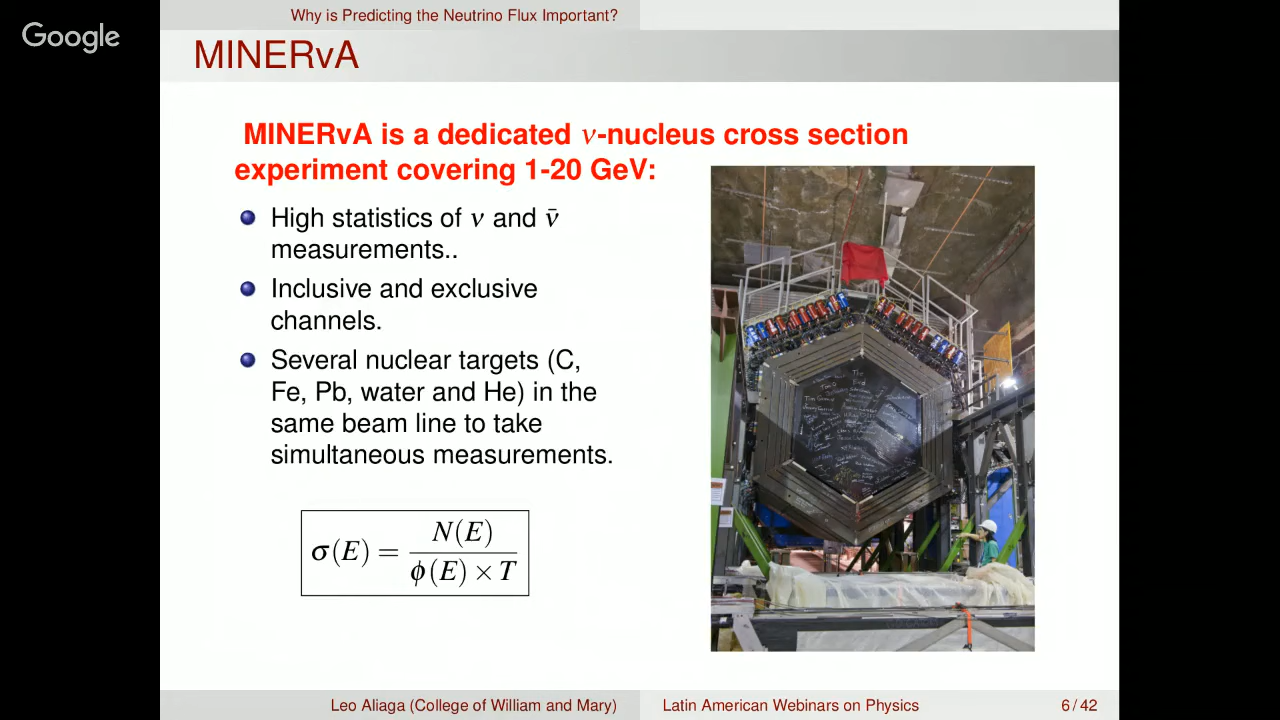 Google
Why is Predicting the Neutrino Flux Important?
MINERvA
MINERvA is a dedicated ν-nucleus cross section
experiment covering 1-20 GeV:
High statistics of ν and ν̄
measurements..
Inclusive and exclusive
channels.
Several nuclear targets (C,
Fe, Pb, water and He) in the
same beam line to take
simultaneous measurements.
σ(E) = N(E) / ϕ(E) × T
The
End
Leo Aliaga (College of William and Mary)
Latin American Webinars on Physics
6 / 42